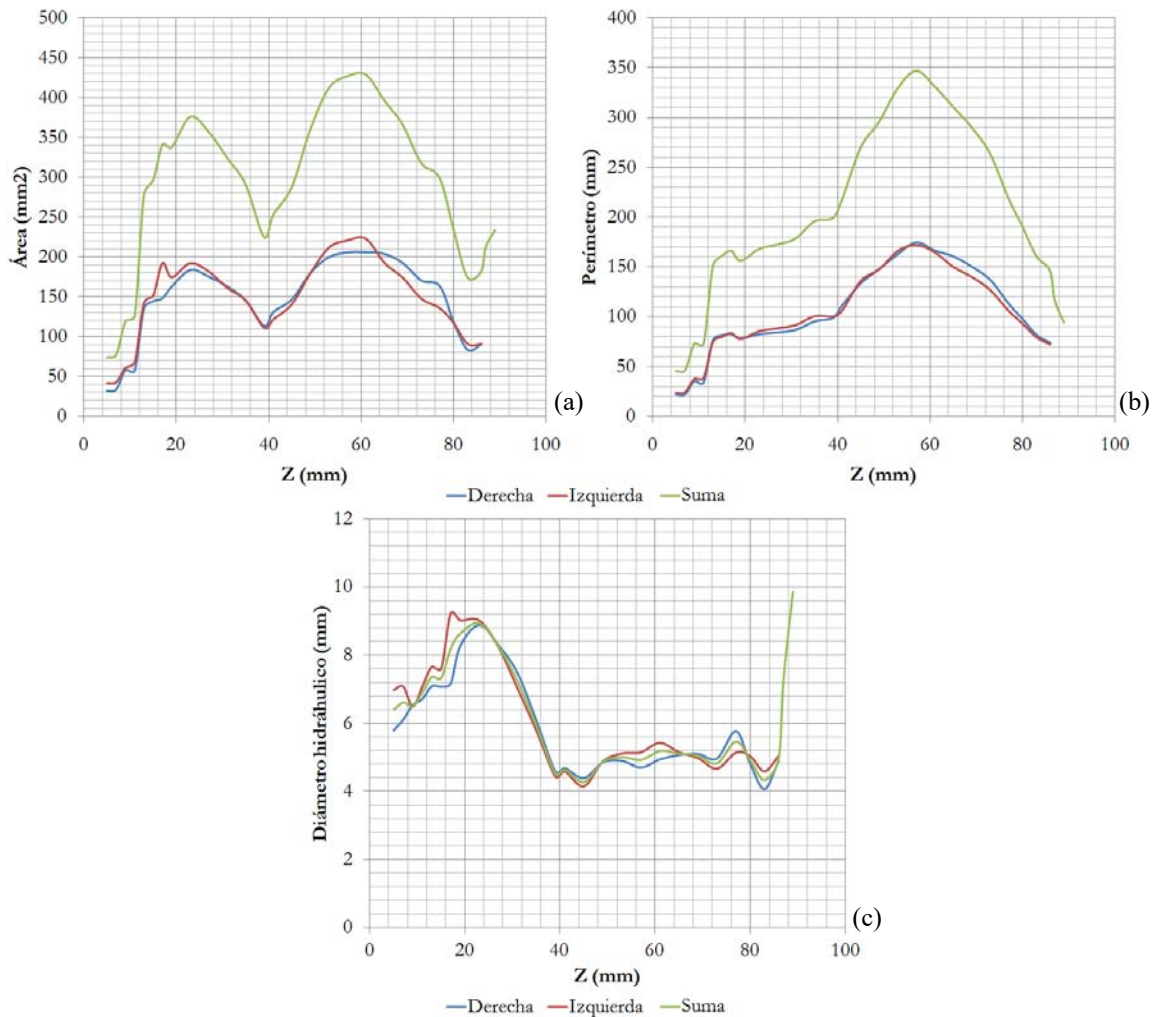 500
450
400
350
300
250
200
150
100
50
0
Área (mm2)
0 20 40 60 80 100
Z (mm)
(a)
400
350
300
250
200
150
100
50
0
Perímetro (mm)
0 20 40 60 80 100
Z (mm)
(b)
Derecha Izquierda Suma
Derecha Izquierda Suma
12
10
8
6
4
2
0
Diámetro hidráhulico (mm)
0 20 40 60 80 100
Z (mm)
(c)
Derecha Izquierda Suma